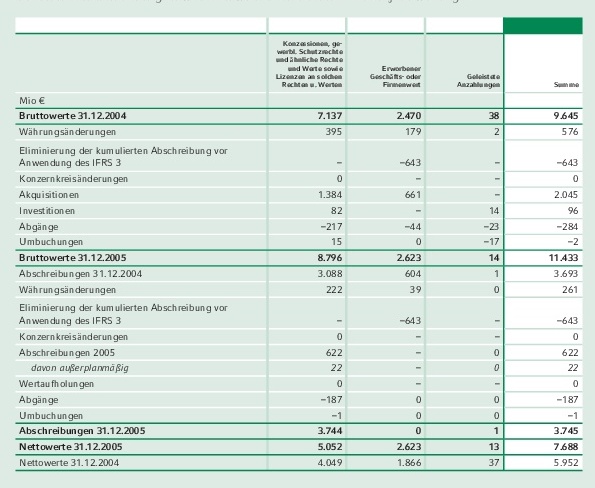 Konzessionen, ge-
werbl. Schutzrechte
und ähnliche Rechte
und Werte sowie
Lizenzen an solchen
Rechten u. Werten
Erworbener
Geschäfts- oder
Firmenwert
Geleistete
Anzahlungen
Summe
Mio €
Bruttowerte 31.12.2004 7.137 2.470 38 9.645
Währungsänderungen 395 179 2 576
Eliminierung der kumulierten Abschreibung vor
Anwendung des IFRS 3 – –643 – –643
Konzernkreisänderungen 0 – – 0
Akquisitionen 1.384 661 – 2.045
Investitionen 82 – 14 96
Abgänge –217 –44 –23 –284
Umbuchungen 15 0 –17 –2
Bruttowerte 31.12.2005 8.796 2.623 14 11.433
Abschreibungen 31.12.2004 3.088 604 1 3.693
Währungsänderungen 222 39 0 261
Eliminierung der kumulierten Abschreibung vor
Anwendung des IFRS 3 – –643 – –643
Konzernkreisänderungen 0 – – 0
Abschreibungen 2005 622 – 0 622
davon außerplanmäßig 22 – 0 22
Wertaufholungen 0 – – 0
Abgänge –187 0 0 –187
Umbuchungen –1 0 0 –1
Abschreibungen 31.12.2005 3.744 0 1 3.745
Nettowerte 31.12.2005 5.052 2.623 13 7.688
Nettowerte 31.12.2004 4.049 1.866 37 5.952